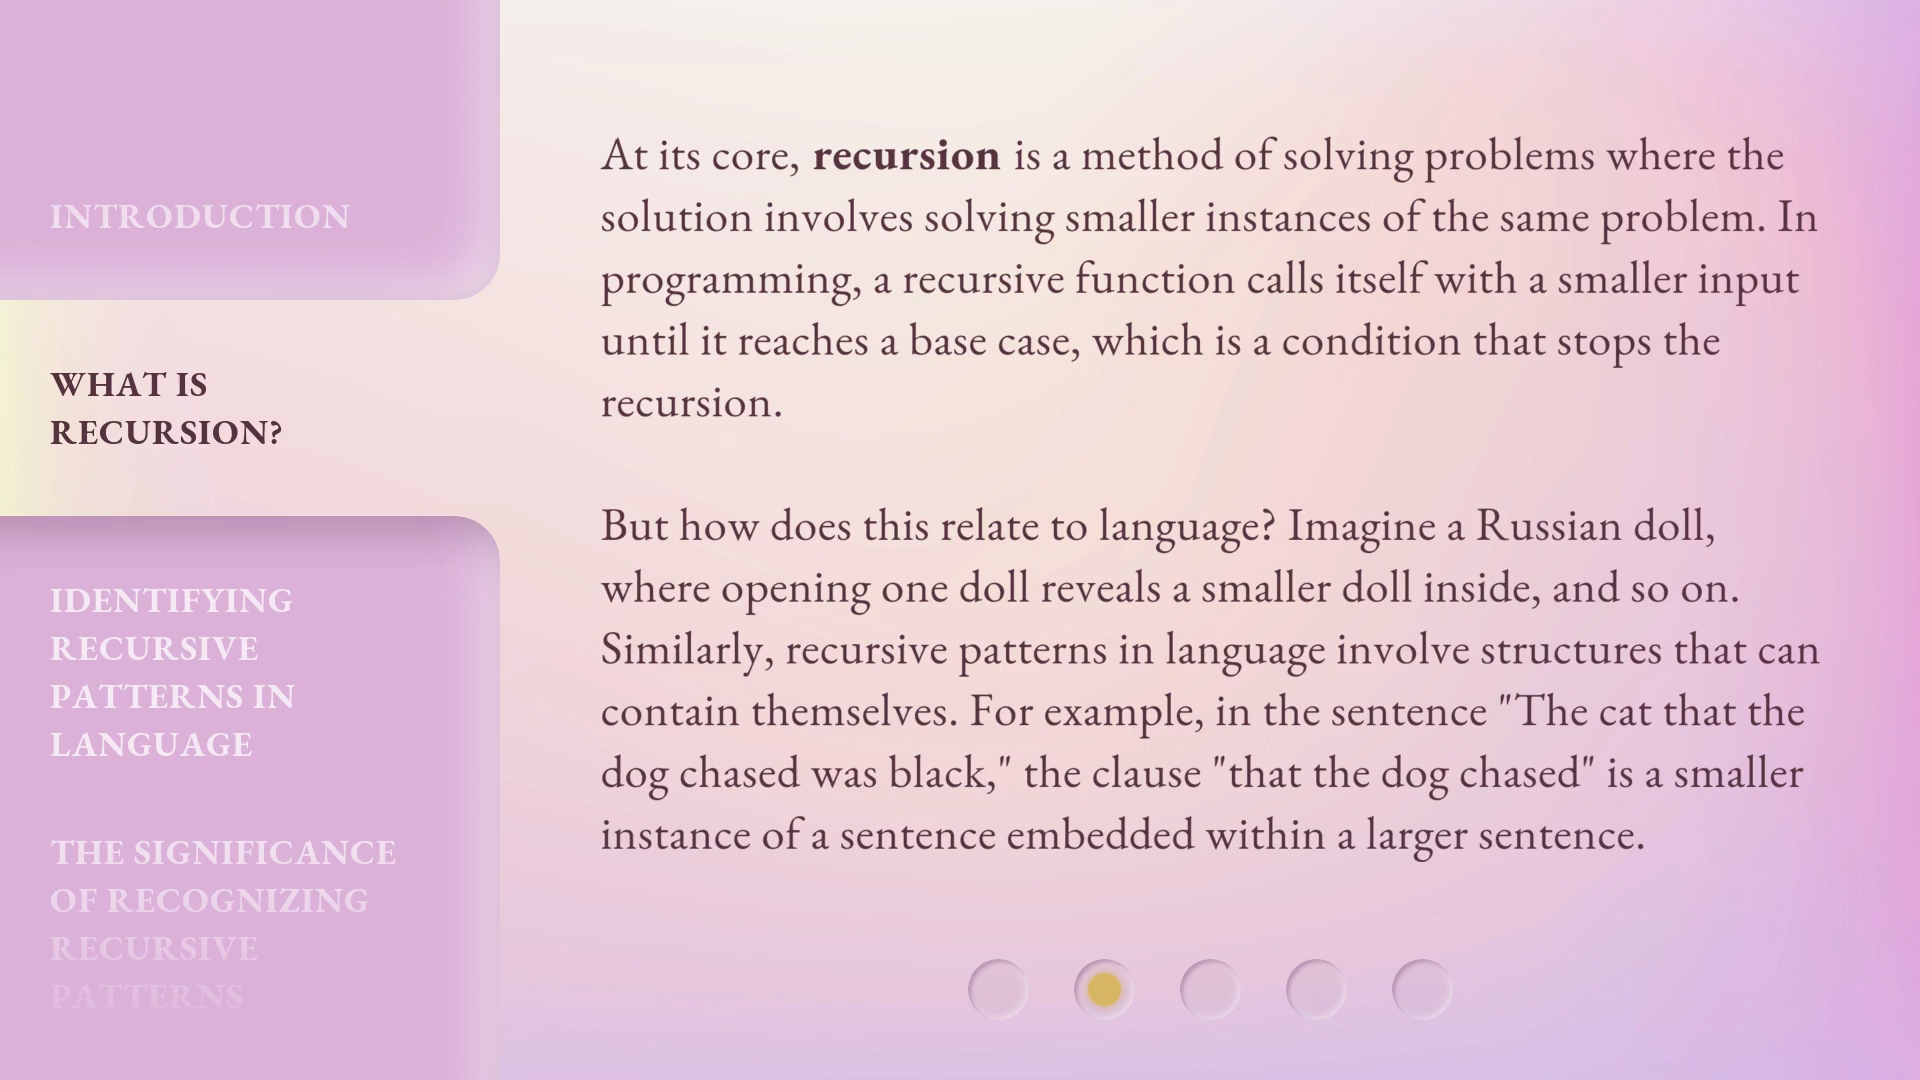 INTRODUCTION
WHAT IS
RECURSION?
IDENTIFYING
RECURSIVE
PATTERNS IN
LANGUAGE
THE SIGNIFICANCE
OF RECOGNIZING
RECURSIVE
PATTERNS
At its core, recursion is a method of solving problems where the
solution involves solving smaller instances of the same problem. In
programming, a recursive function calls itself with a smaller input
until it reaches a base case, which is a condition that stops the
recursion.
But how does this relate to language? Imagine a Russian doll,
where opening one doll reveals a smaller doll inside, and so on.
Similarly, recursive patterns in language involve structures that can
contain themselves. For example, in the sentence "The cat that the
dog chased was black," the clause "that the dog chased" is a smaller
instance of a sentence embedded within a larger sentence.